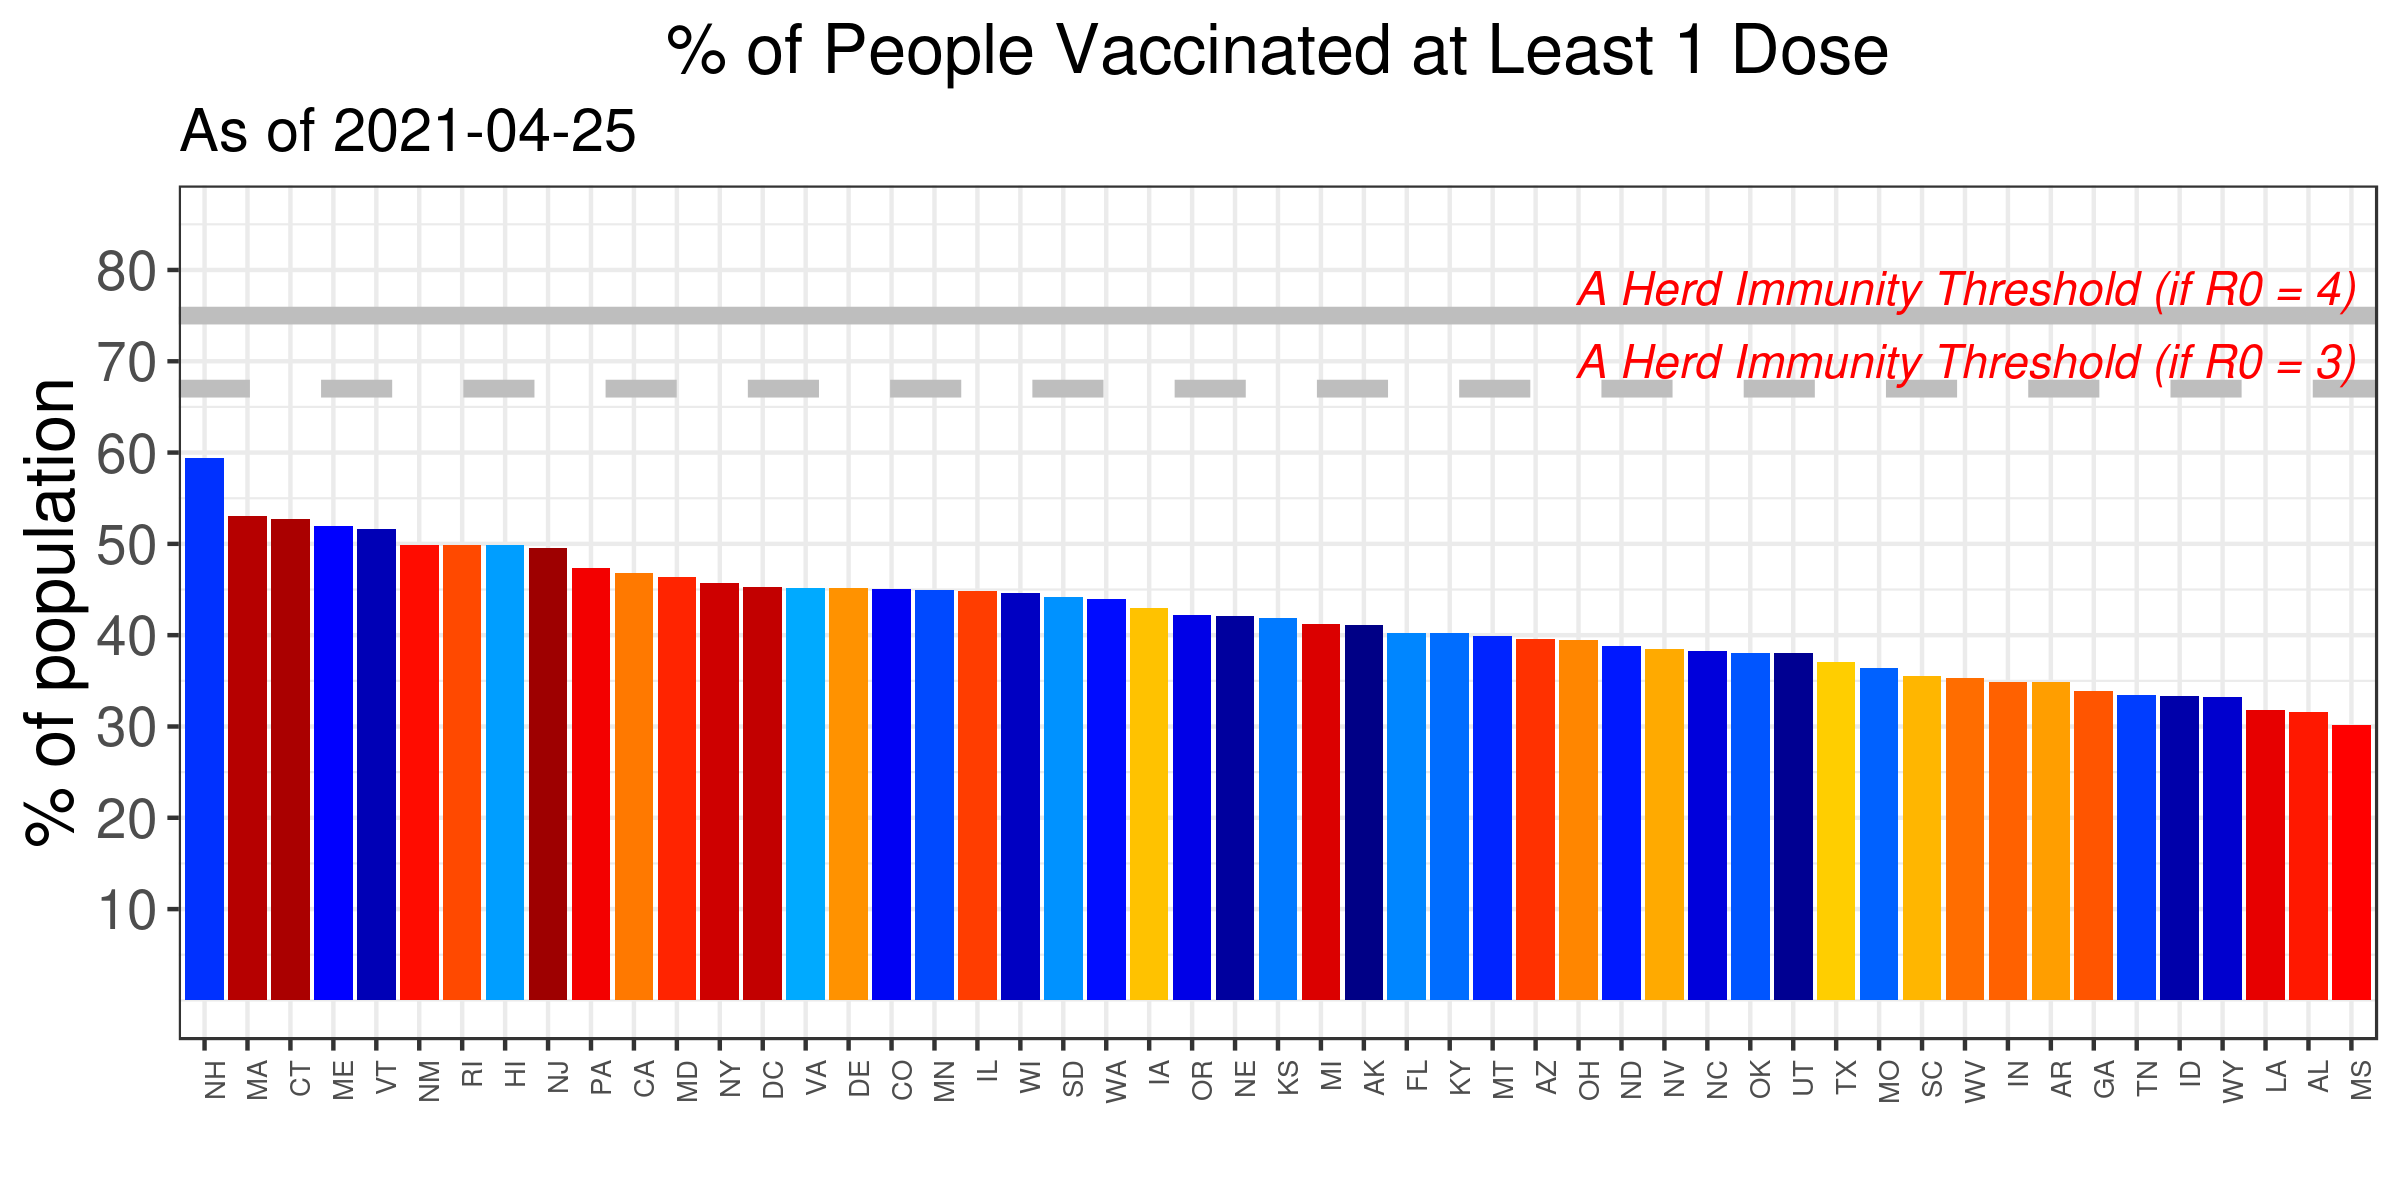 % of People Vaccinated at Least 1 Dose
As of 2021-04-25
% of population
80
70
60
50
40
30
20
10
A Herd Immunity Threshold (if R0 = 4)
A Herd Immunity Threshold (if R0 = 3)
NH MA CT ME VT NM RI HI NJ PA CA MD NY DC VA DE CO MN IL WI SD WA IA OR NE KS MI AK FL KY MT AZ OH ND NV NC OK UT TX MO SC WV IN AR GA TN ID WY LA AL MS